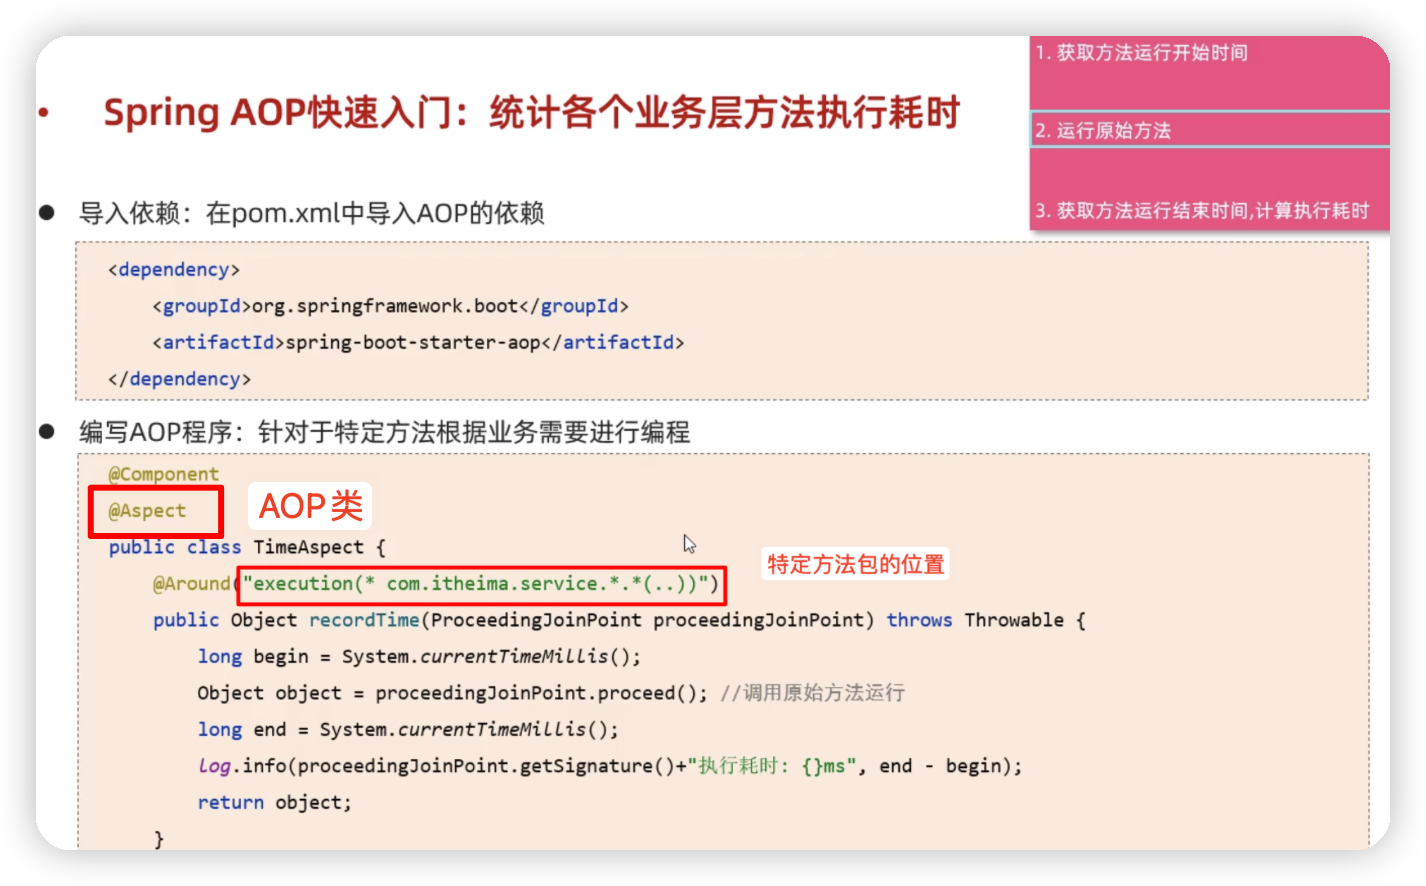 Spring AOP快速入门：统计各个业务层方法执行耗时
1. 获取方法运行开始时间
2. 运行原始方法
3. 获取方法运行结束时间,计算执行耗时
导入依赖：在pom.xml中导入AOP的依赖
<dependency>
    <groupId>org.springframework.boot</groupId>
    <artifactId>spring-boot-starter-aop</artifactId>
</dependency>
编写AOP程序：针对于特定方法根据业务需要进行编程
@Component
@Aspect
AOP类
public class TimeAspect {
    @Around("execution(* com.itheima.service.*.*(..))")
特定方法包的位置
    public Object recordTime(ProceedingJoinPoint proceedingJoinPoint) throws Throwable {
        long begin = System.currentTimeMillis();
        Object object = proceedingJoinPoint.proceed(); //调用原始方法运行
        long end = System.currentTimeMillis();
        log.info(proceedingJoinPoint.getSignature()+"执行耗时: {}ms", end - begin);
        return object;
    }